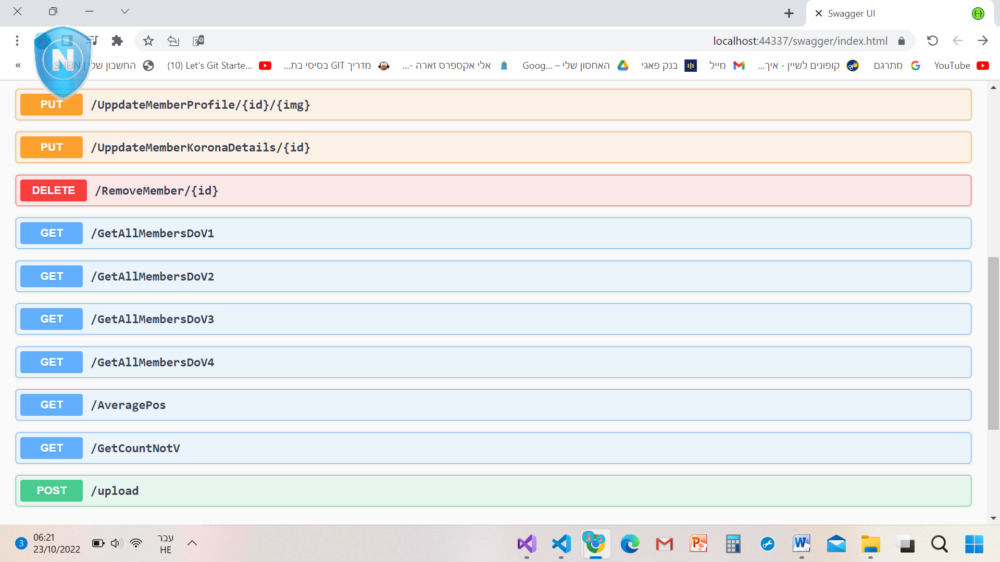 Swagger UI
localhost:44337/swagger/index.html
YouTube
מתרגם
קופונים לשיין - איך...
מייל
בנק פאגי
האחסון שלי – Goog...
אלי אקספרס זארה -...
מדריך GIT בסיסי בת...
(10) Let's Git Starte...
החשבון שלי | SHEIN
«
N
PUT /UppdateMemberProfile/{id}/{img}
PUT /UppdateMemberKoronaDetails/{id}
DELETE /RemoveMember/{id}
GET /GetAllMembersDoV1
GET /GetAllMembersDoV2
GET /GetAllMembersDoV3
GET /GetAllMembersDoV4
GET /AveragePos
GET /GetCountNotV
POST /upload
3
06:21
23/10/2022
עבר
HE